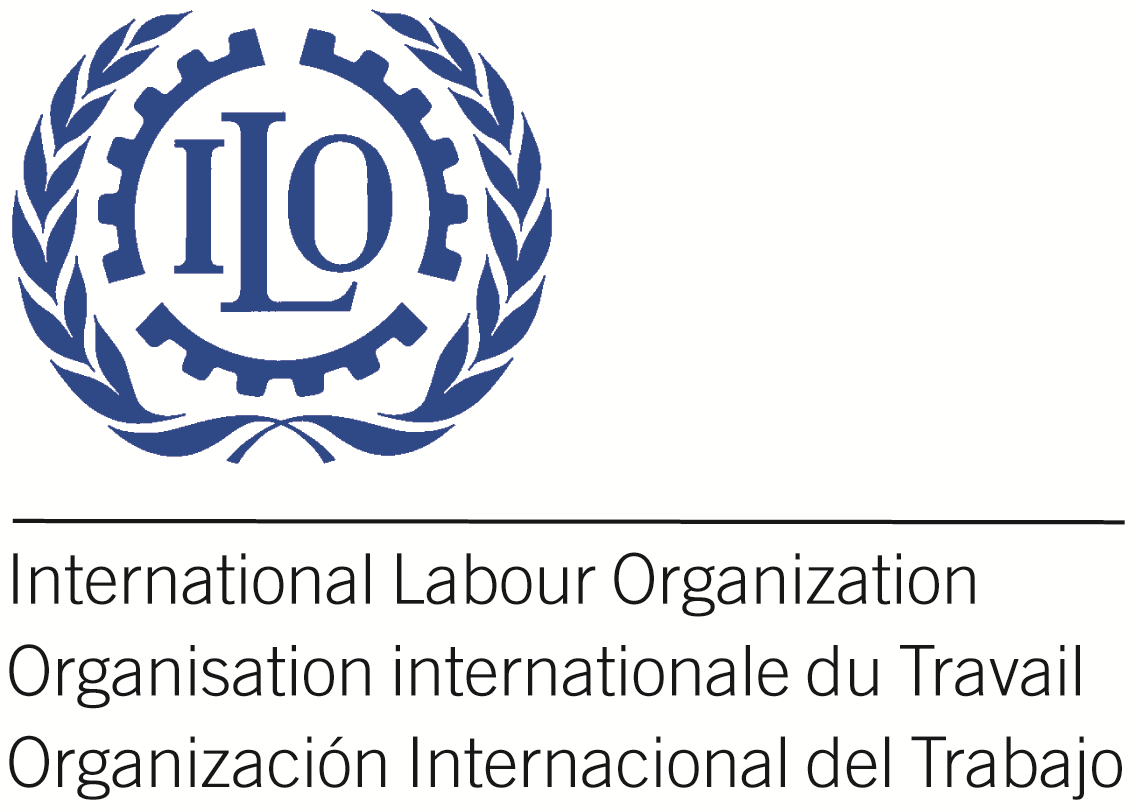 ILO
International Labour Organization
Organisation internationale du Travail
Organización Internacional del Trabajo